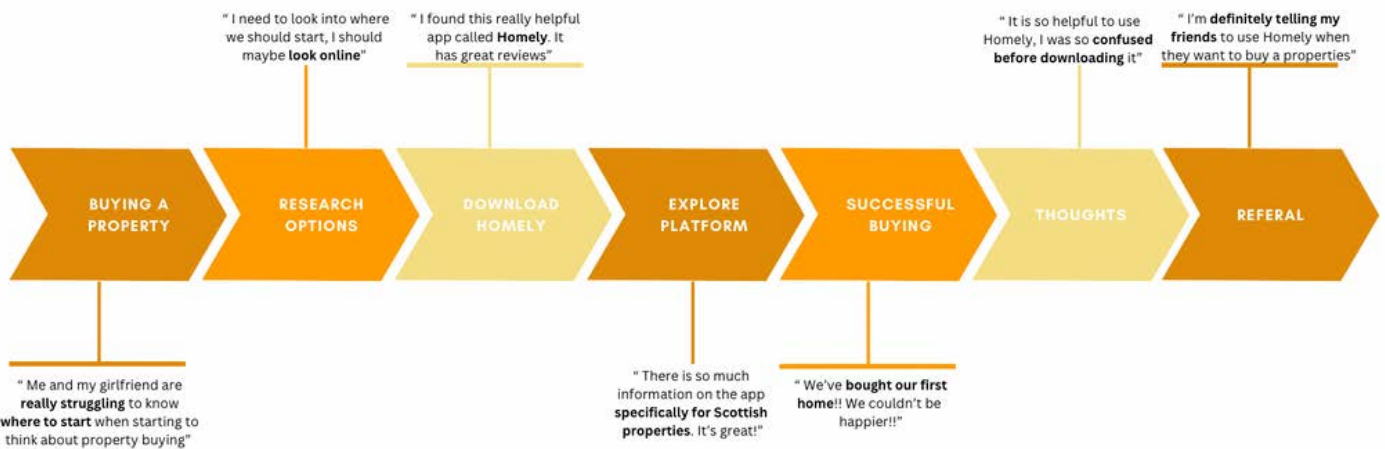 “ I need to look into where
we should start, I should
maybe look online”
“ I found this really helpful
app called Homely. It
has great reviews”
“ It is so helpful to use
Homely, I was so confused
before downloading it”
“ I’m definitely telling my
friends to use Homely when
they want to buy a properties”
BUYING A
PROPERTY
RESEARCH
OPTIONS
DOWNLOAD
HOMELY
EXPLORE
PLATFORM
SUCCESSFUL
BUYING
THOUGHTS
REFERAL
“ Me and my girlfriend are
really struggling to know
where to start when starting to
think about property buying”
“ There is so much
information on the app
specifically for Scottish
properties. It’s great!”
“ We’ve bought our first
home!! We couldn’t be
happier!!”